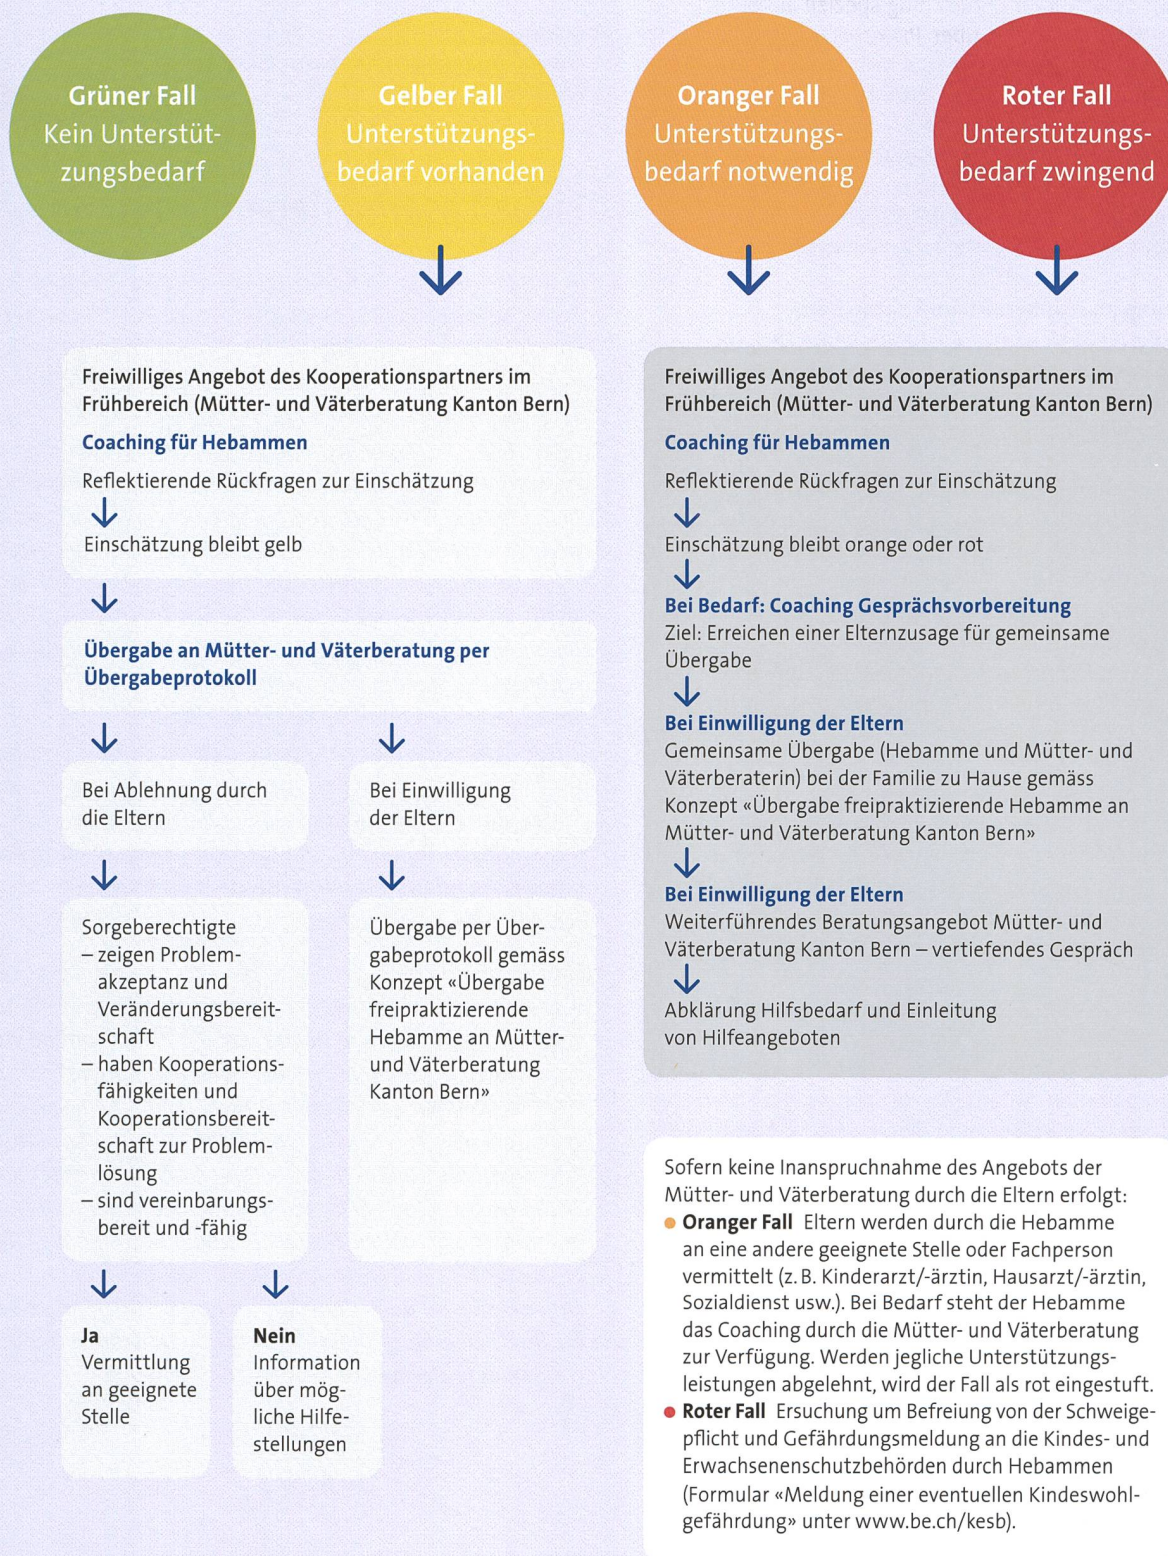 Grüner Fall
Kein Unterstüt-
zungsbedarf
Gelber Fall
Unterstützungs-
bedarf vorhanden
Oranger Fall
Unterstützungs-
bedarf notwendig
Roter Fall
Unterstützungs-
bedarf zwingend
Freiwilliges Angebot des Kooperationspartners im
Frühbereich (Mütter- und Väterberatung Kanton Bern)
Coaching für Hebammen
Reflektierende Rückfragen zur Einschätzung
Einschätzung bleibt gelb
Übergabe an Mütter- und Väterberatung per
Übergabeprotokoll
Bei Ablehnung durch
die Eltern
Sorgeberechtigte
– zeigen Problem-
akzeptanz und
Veränderungsbereit-
schaft
– haben Kooperations-
fähigkeiten und
Kooperationsbereit-
schaft zur Problem-
lösung
– sind vereinbarungs-
bereit und -fähig
Ja
Vermittlung
an geeignete
Stelle
Nein
Information
über mög-
liche Hilfe-
stellungen
Bei Einwilligung
der Eltern
Übergabe per Über-
gabeprotokoll gemäss
Konzept «Übergabe
freipraktizierende
Hebamme an Mütter-
und Väterberatung
Kanton Bern»
Freiwilliges Angebot des Kooperationspartners im
Frühbereich (Mütter- und Väterberatung Kanton Bern)
Coaching für Hebammen
Reflektierende Rückfragen zur Einschätzung
Einschätzung bleibt orange oder rot
Bei Bedarf: Coaching Gesprächsvorbereitung
Ziel: Erreichen einer Elternzusage für gemeinsame
Übergabe
Bei Einwilligung der Eltern
Gemeinsame Übergabe (Hebamme und Mütter- und
Väterberaterin) bei der Familie zu Hause gemäss
Konzept «Übergabe freipraktizierende Hebamme an
Mütter- und Väterberatung Kanton Bern»
Bei Einwilligung der Eltern
Weiterführendes Beratungsangebot Mütter- und
Väterberatung Kanton Bern – vertiefendes Gespräch
Abklärung Hilfsbedarf und Einleitung
von Hilfeangeboten
Sofern keine Inanspruchnahme des Angebots der
Mütter- und Väterberatung durch die Eltern erfolgt:
• Oranger Fall Eltern werden durch die Hebamme
an eine andere geeignete Stelle oder Fachperson
vermittelt (z. B. Kinderarzt/-ärztin, Hausarzt/-ärztin,
Sozialdienst usw.). Bei Bedarf steht der Hebamme
das Coaching durch die Mütter- und Väterberatung
zur Verfügung. Werden jegliche Unterstützungs-
leistungen abgelehnt, wird der Fall als rot eingestuft.
• Roter Fall Ersuchung um Befreiung von der Schweige-
pflicht und Gefährdungsmeldung an die Kindes- und
Erwachsenenschutzbehörden durch Hebammen
(Formular «Meldung einer eventuellen Kindeswohl-
gefährdung» unter www.be.ch/kesb).